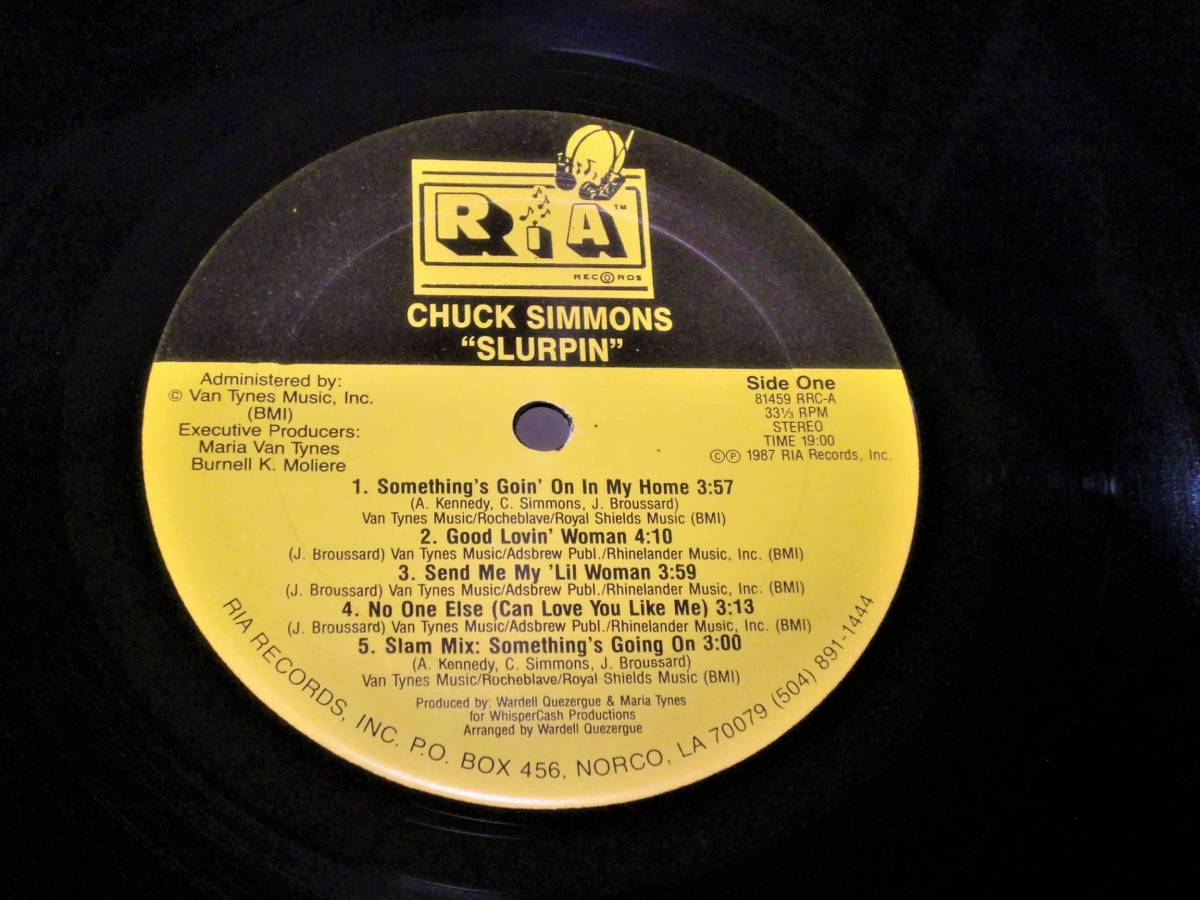 RiA TM
RECORDS
CHUCK SIMMONS
“SLURPIN”
Administered by:
© Van Tynes Music, Inc.
(BMI)
Executive Producers:
Maria Van Tynes
Burnell K. Moliere
Side One
81459 RRC-A
33⅓ RPM
STEREO
TIME 19:00
©℗ 1987 RIA Records, Inc.
1. Something's Goin' On In My Home 3:57
(A. Kennedy, C. Simmons, J. Broussard)
Van Tynes Music/Rocheblave/Royal Shields Music (BMI)
2. Good Lovin' Woman 4:10
(J. Broussard) Van Tynes Music/Adsbrew Publ./Rhinelander Music, Inc. (BMI)
3. Send Me My 'Lil Woman 3:59
(J. Broussard) Van Tynes Music/Adsbrew Publ./Rhinelander Music, Inc. (BMI)
4. No One Else (Can Love You Like Me) 3:13
(J. Broussard) Van Tynes Music/Adsbrew Publ./Rhinelander Music, Inc. (BMI)
5. Slam Mix: Something's Going On 3:00
(A. Kennedy, C. Simmons, J. Broussard)
Van Tynes Music/Rocheblave/Royal Shields Music (BMI)
Produced by: Wardell Quezergue & Maria Tynes
for WhisperCash Productions
Arranged by Wardell Quezergue
RIA RECORDS, INC. P.O. BOX 456, NORCO, LA 70079 (504) 891-1444